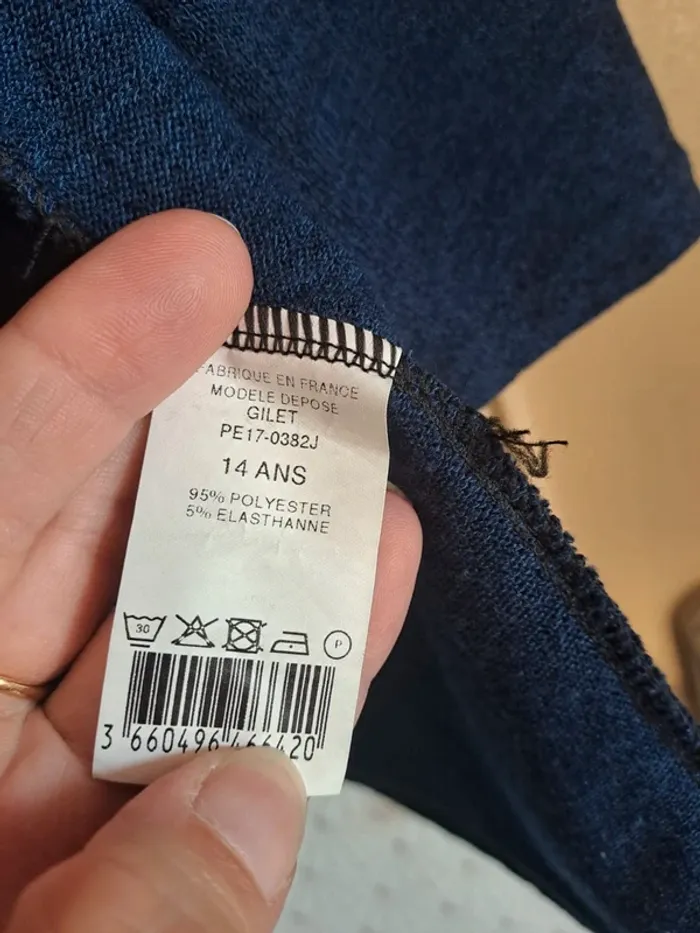 FABRIQUE EN FRANCE
MODELE DEPOSE
GILET
PE17-0382J
14 ANS
95% POLYESTER
5% ELASTHANNE
30
P
3 660496 466420